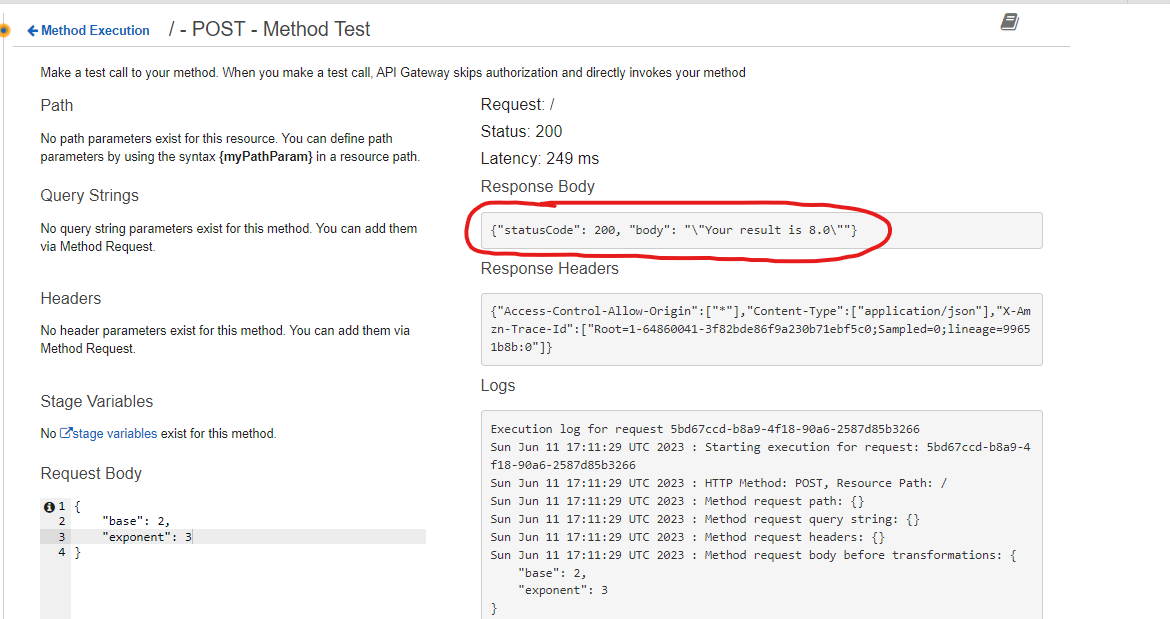 Method Execution / - POST - Method Test
Make a test call to your method. When you make a test call, API Gateway skips authorization and directly invokes your method
Path
No path parameters exist for this resource. You can define path
parameters by using the syntax {myPathParam} in a resource path.
Query Strings
No query string parameters exist for this method. You can add them
via Method Request.
Headers
No header parameters exist for this method. You can add them via
Method Request.
Stage Variables
No stage variables exist for this method.
Request Body
1 {
2     "base": 2,
3     "exponent": 3
4 }
Request: /
Status: 200
Latency: 249 ms
Response Body
{"statusCode": 200, "body": "\"Your result is 8.0\""}
Response Headers
{"Access-Control-Allow-Origin":["*"],"Content-Type":["application/json"],"X-Am
zn-Trace-Id":["Root=1-64860041-3f82bde86f9a230b71ebf5c0;Sampled=0;lineage=9965
1b8b:0"]}
Logs
Execution log for request 5bd67ccd-b8a9-4f18-90a6-2587d85b3266
Sun Jun 11 17:11:29 UTC 2023 : Starting execution for request: 5bd67ccd-b8a9-4
f18-90a6-2587d85b3266
Sun Jun 11 17:11:29 UTC 2023 : HTTP Method: POST, Resource Path: /
Sun Jun 11 17:11:29 UTC 2023 : Method request path: {}
Sun Jun 11 17:11:29 UTC 2023 : Method request query string: {}
Sun Jun 11 17:11:29 UTC 2023 : Method request headers: {}
Sun Jun 11 17:11:29 UTC 2023 : Method request body before transformations: {
    "base": 2,
    "exponent": 3
}